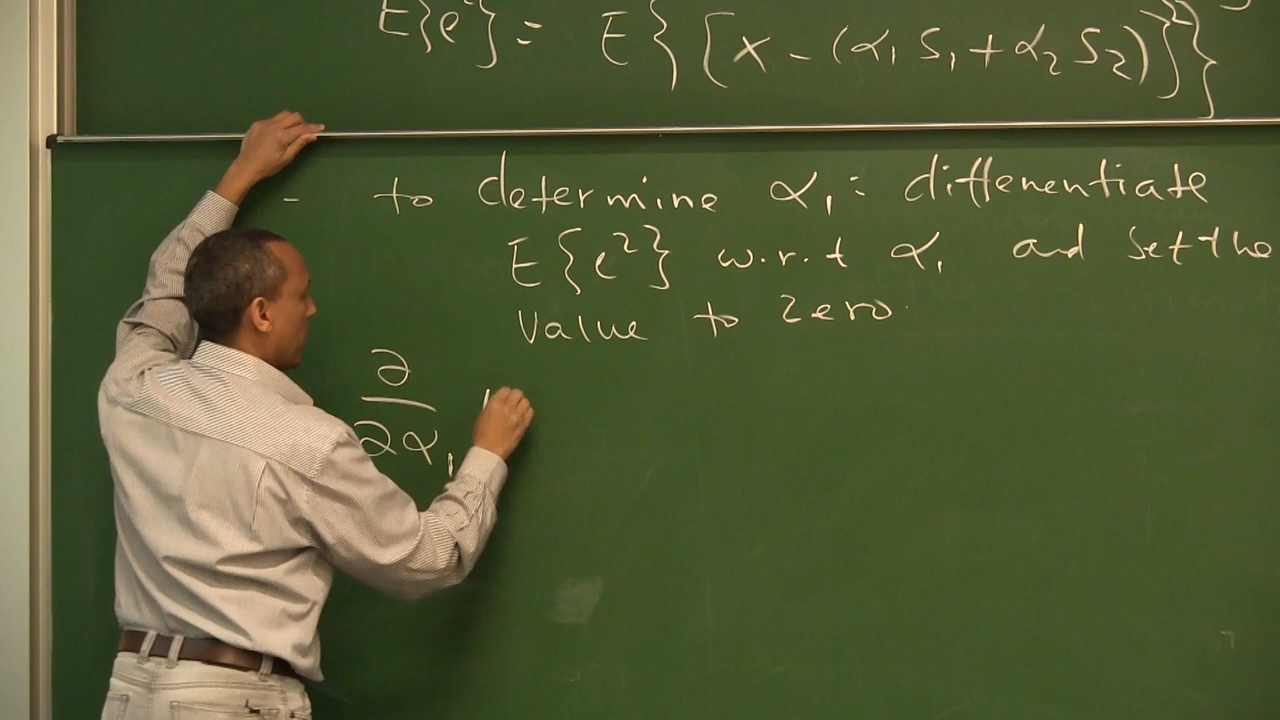 E{e²} = E{[x - (α₁ S₁ + α₂ S₂)]²}
- to determine α₁: differentiate
E{e²} w.r.t α₁ and set the
value to zero.
∂
∂α₁